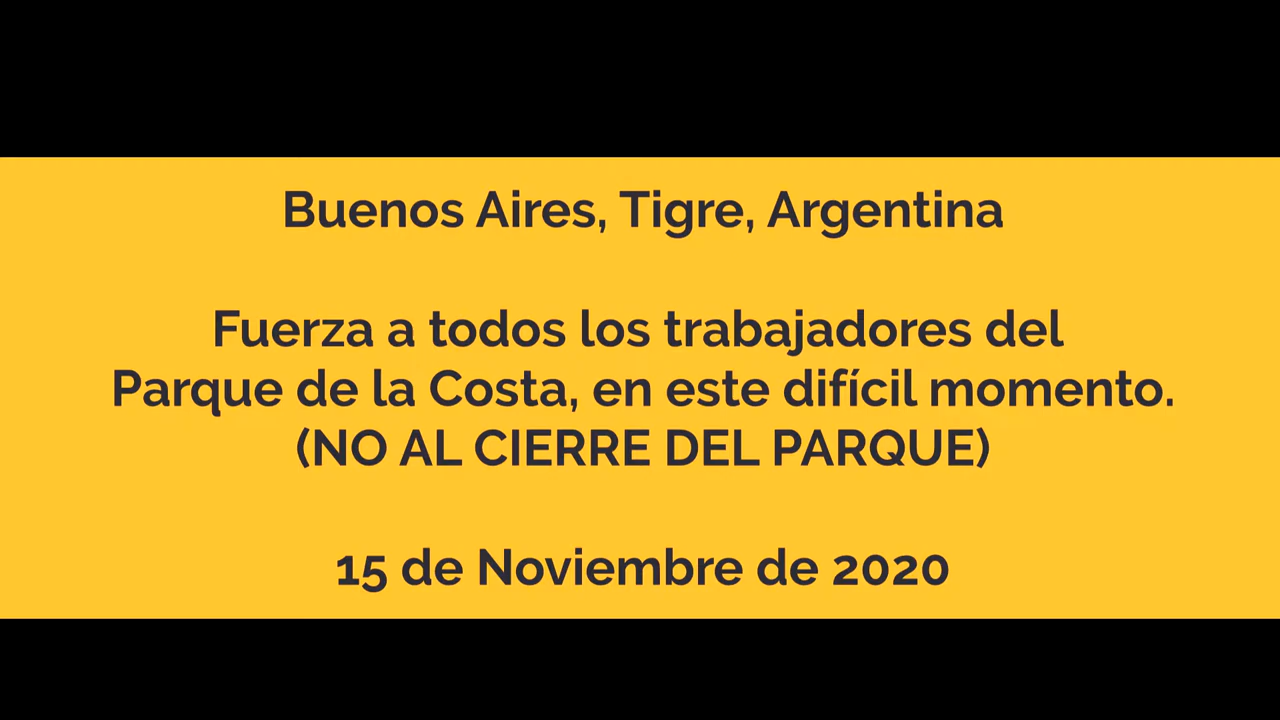 Buenos Aires, Tigre, Argentina
Fuerza a todos los trabajadores del
Parque de la Costa, en este difícil momento.
(NO AL CIERRE DEL PARQUE)
15 de Noviembre de 2020